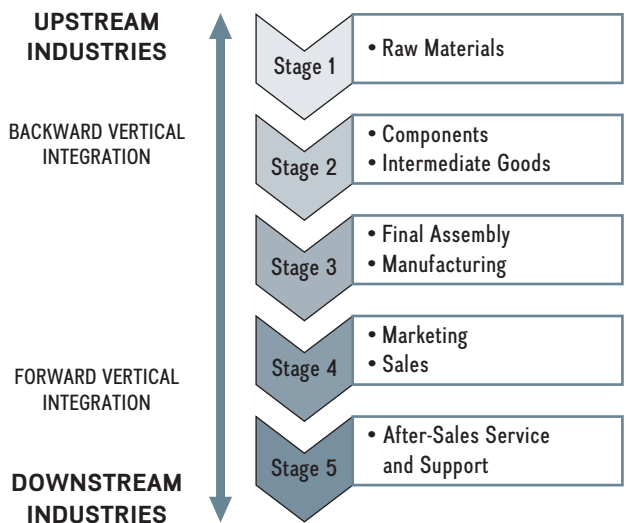 UPSTREAM
INDUSTRIES
BACKWARD VERTICAL
INTEGRATION
FORWARD VERTICAL
INTEGRATION
DOWNSTREAM
INDUSTRIES
Stage 1
• Raw Materials
Stage 2
• Components
• Intermediate Goods
Stage 3
• Final Assembly
• Manufacturing
Stage 4
• Marketing
• Sales
Stage 5
• After-Sales Service
and Support